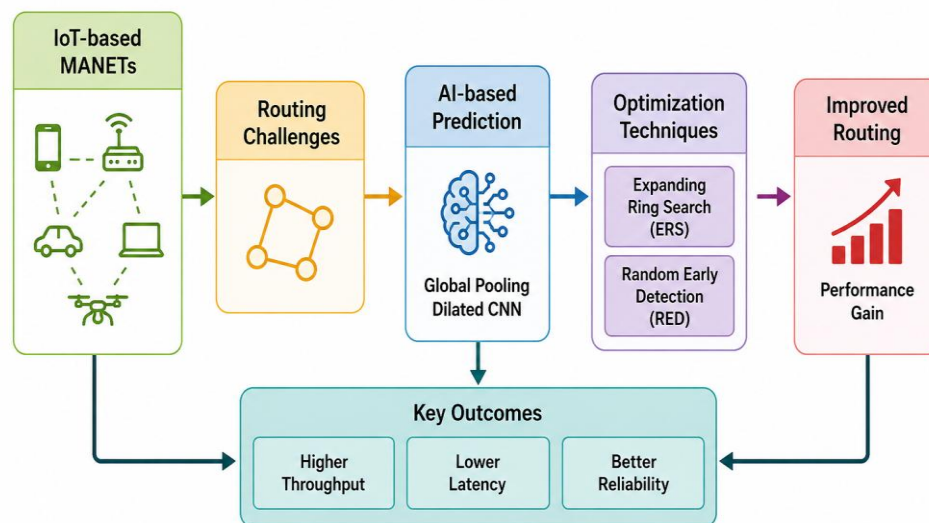 IoT-based
MANETs
Routing
Challenges
AI-based
Prediction
Global Pooling
Dilated CNN
Optimization
Techniques
Expanding
Ring Search
(ERS)
Random Early
Detection
(RED)
Improved
Routing
Performance
Gain
Key Outcomes
Higher
Throughput
Lower
Latency
Better
Reliability